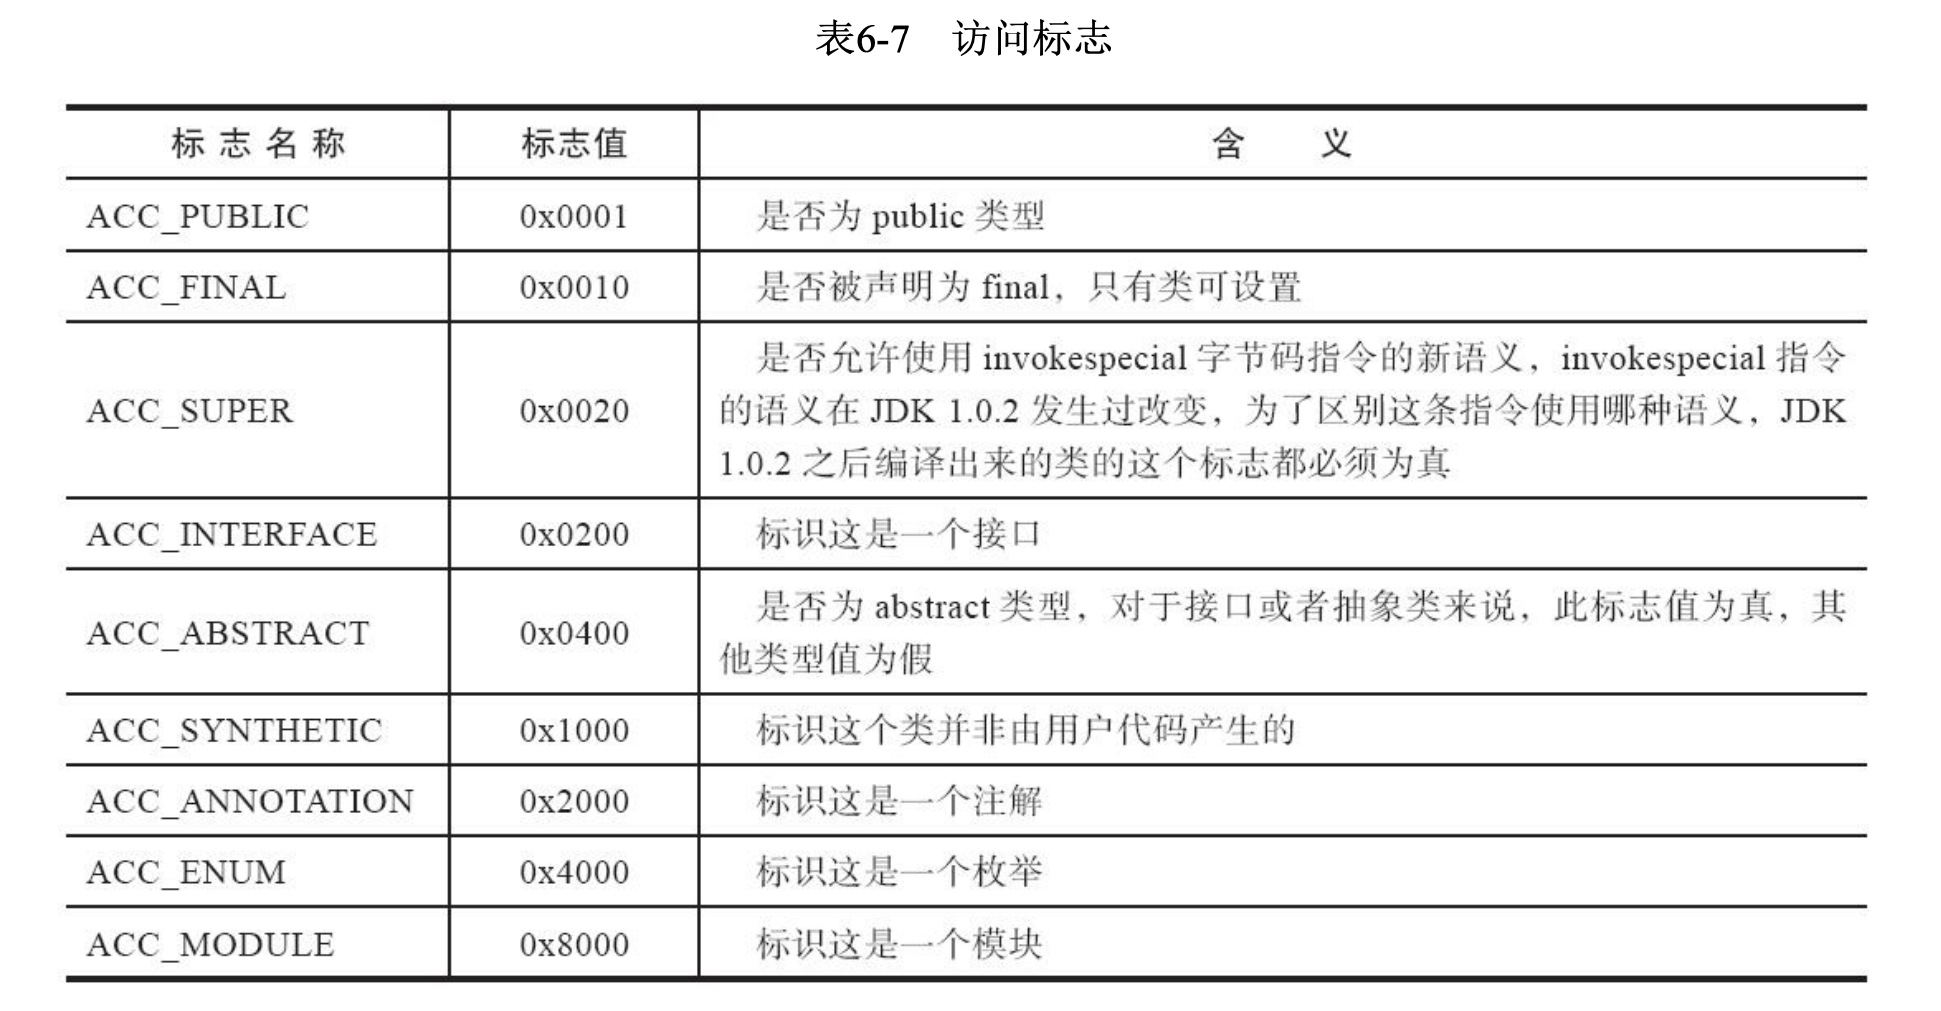 表6-7 访问标志
标志名称 标志值 含 义
ACC_PUBLIC 0x0001 是否为 public 类型
ACC_FINAL 0x0010 是否被声明为 final，只有类可设置
是否允许使用 invokespecial 字节码指令的新语义，invokespecial 指令
ACC_SUPER 0x0020 的语义在 JDK 1.0.2 发生过改变，为了区别这条指令使用哪种语义，JDK
1.0.2 之后编译出来的类的这个标志都必须为真
ACC_INTERFACE 0x0200 标识这是一个接口
ACC_ABSTRACT 0x0400 是否为 abstract 类型，对于接口或者抽象类来说，此标志值为真，其
他类型值为假
ACC_SYNTHETIC 0x1000 标识这个类并非由用户代码产生的
ACC_ANNOTATION 0x2000 标识这是一个注解
ACC_ENUM 0x4000 标识这是一个枚举
ACC_MODULE 0x8000 标识这是一个模块